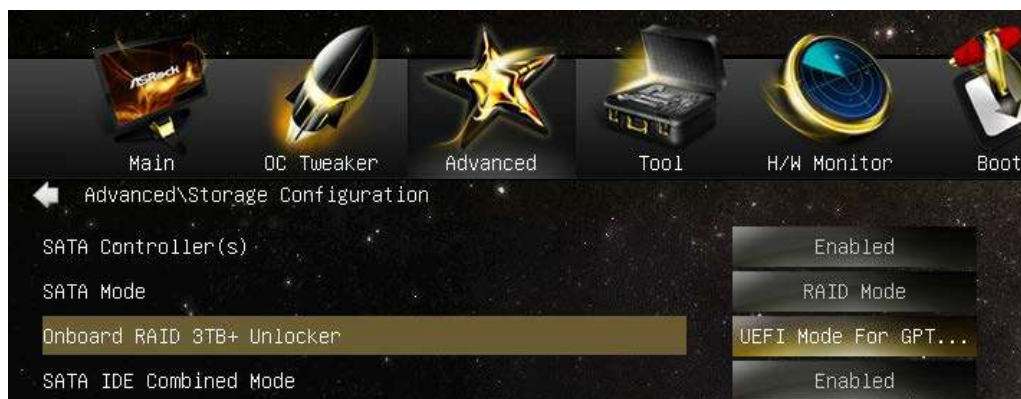 ASRock
Main
OC Tweaker
Advanced
Tool
H/W Monitor
Boot
Advanced\Storage Configuration
SATA Controller(s)
Enabled
SATA Mode
RAID Mode
Onboard RAID 3TB+ Unlocker
UEFI Mode For GPT...
SATA IDE Combined Mode
Enabled